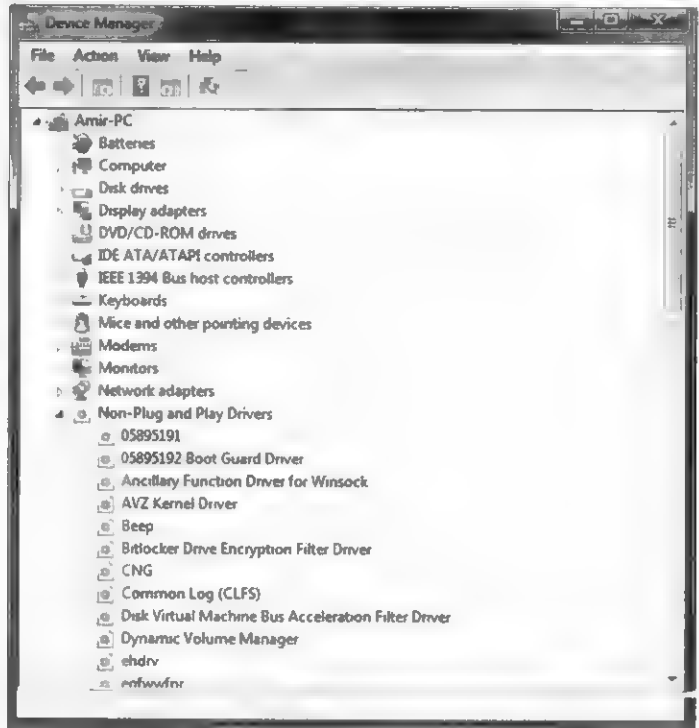 Device Manager
File Action View Help
Amir-PC
Batteries
Computer
Disk drives
Display adapters
DVD/CD-ROM drives
IDE ATA/ATAPI controllers
IEEE 1394 Bus host controllers
Keyboards
Mice and other pointing devices
Modems
Monitors
Network adapters
Non-Plug and Play Drivers
05895191
05895192 Boot Guard Driver
Ancillary Function Driver for Winsock
AVZ Kernel Driver
Beep
Bitlocker Drive Encryption Filter Driver
CNG
Common Log (CLFS)
Disk Virtual Machine Bus Acceleration Filter Driver
Dynamic Volume Manager
ehdrv